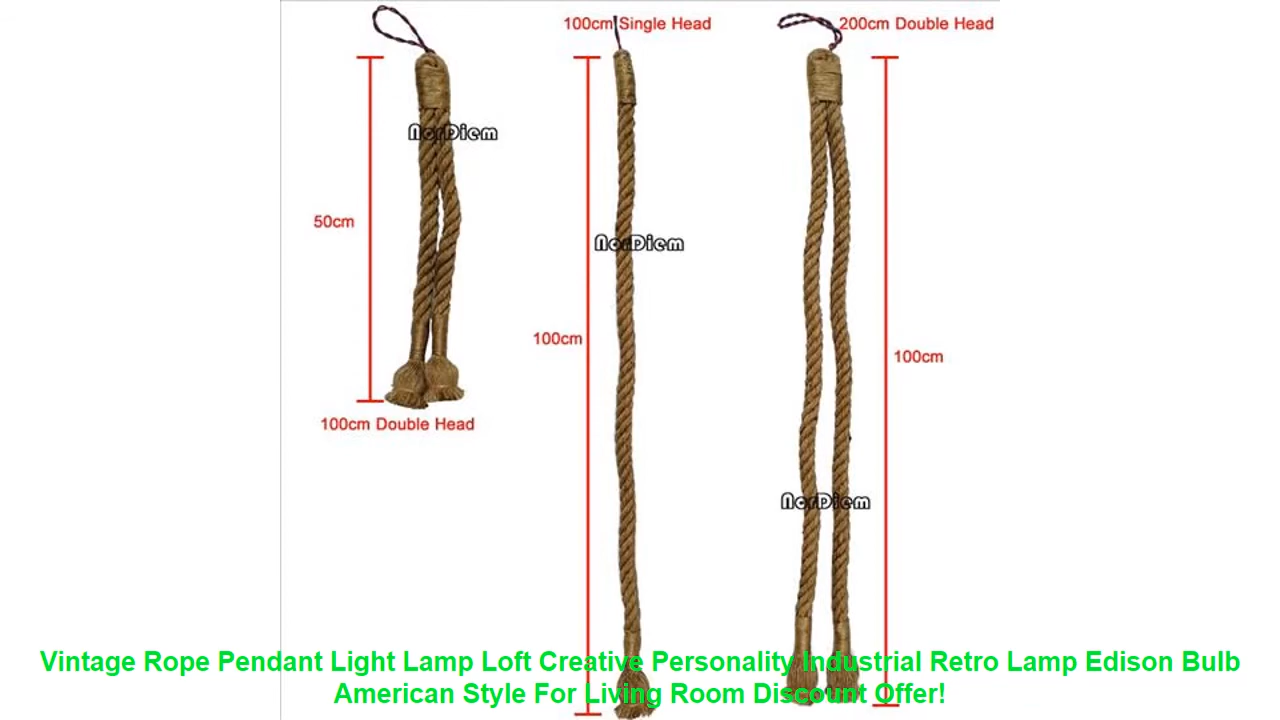 100cm Single Head
200cm Double Head
NorDiem
50cm
NorDiem
100cm
100cm
100cm Double Head
NorDiem
Vintage Rope Pendant Light Lamp Loft Creative Personality Industrial Retro Lamp Edison Bulb
American Style For Living Room Discount Offer!